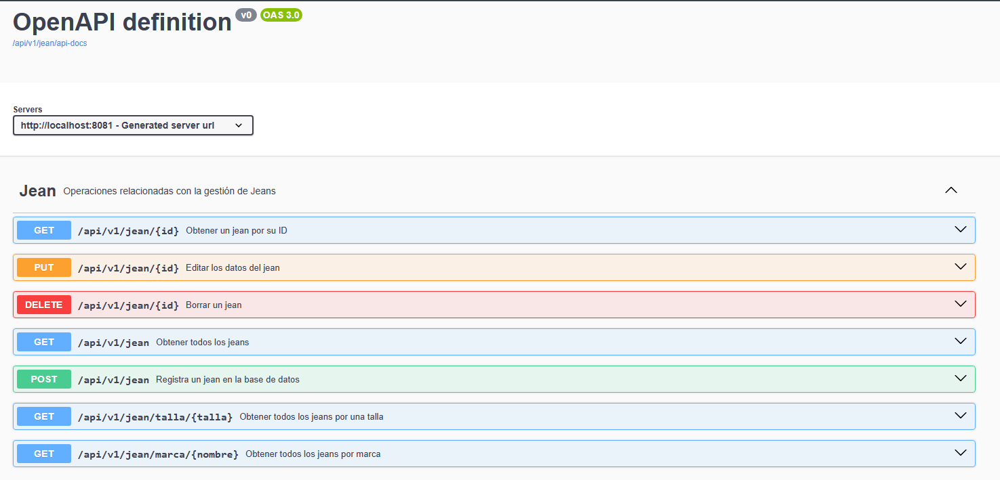 OpenAPI definition v0 OAS 3.0
/api/v1/jean/api-docs
Servers
http://localhost:8081 - Generated server url
Jean Operaciones relacionadas con la gestión de Jeans
GET /api/v1/jean/{id} Obtener un jean por su ID
PUT /api/v1/jean/{id} Editar los datos del jean
DELETE /api/v1/jean/{id} Borrar un jean
GET /api/v1/jean Obtener todos los jeans
POST /api/v1/jean Registra un jean en la base de datos
GET /api/v1/jean/talla/{talla} Obtener todos los jeans por una talla
GET /api/v1/jean/marca/{nombre} Obtener todos los jeans por marca